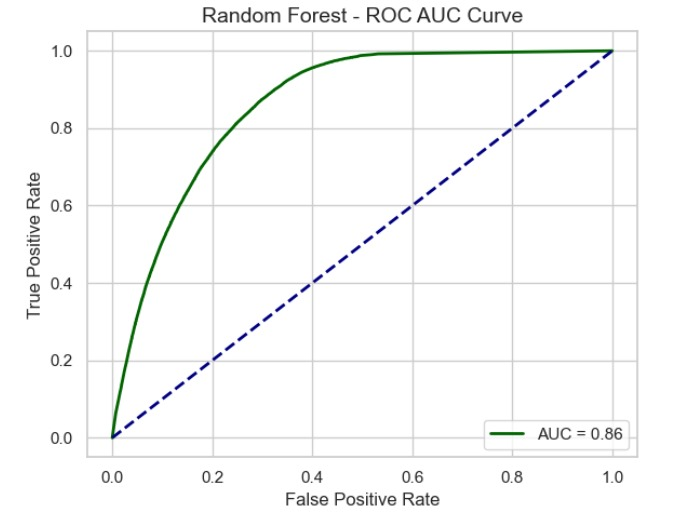 Random Forest - ROC AUC Curve
1.0
0.8
0.6
0.4
0.2
0.0
True Positive Rate
AUC = 0.86
0.0 0.2 0.4 0.6 0.8 1.0
False Positive Rate